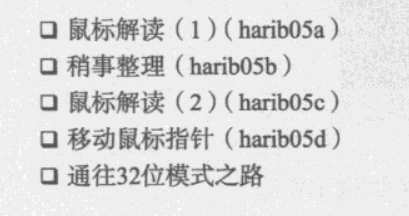 ❑ 鼠标解读（1）（harib05a）
❑ 稍事整理（harib05b）
❑ 鼠标解读（2）（harib05c）
❑ 移动鼠标指针（harib05d）
❑ 通往32位模式之路